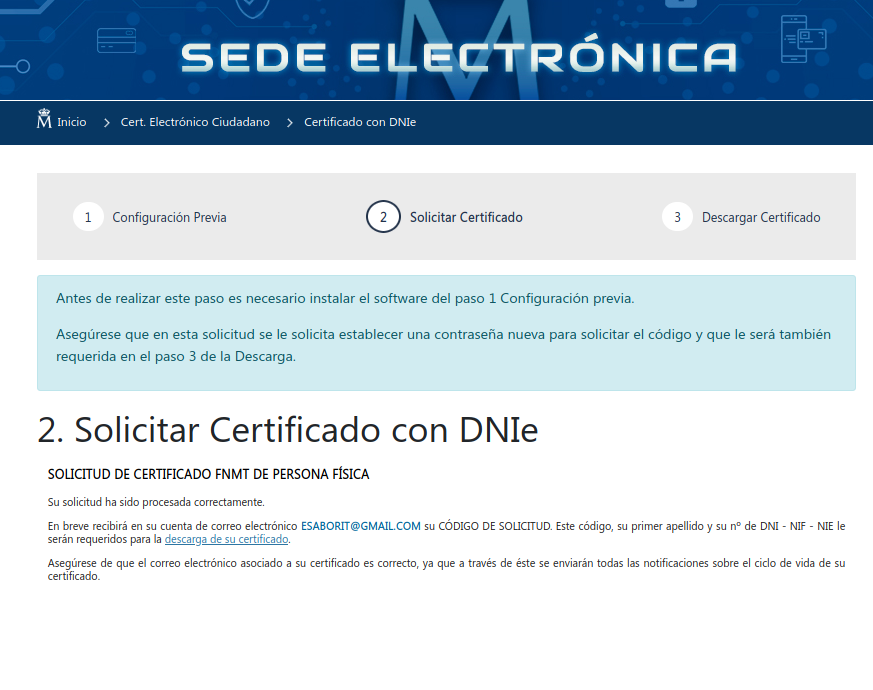 SEDE ELECTRÓNICA
Inicio > Cert. Electrónico Ciudadano > Certificado con DNIe
1 Configuración Previa 2 Solicitar Certificado 3 Descargar Certificado
Antes de realizar este paso es necesario instalar el software del paso 1 Configuración previa.
Asegúrese que en esta solicitud se le solicita establecer una contraseña nueva para solicitar el código y que le será también
requerida en el paso 3 de la Descarga.
2. Solicitar Certificado con DNIe
SOLICITUD DE CERTIFICADO FNMT DE PERSONA FÍSICA
Su solicitud ha sido procesada correctamente.
En breve recibirá en su cuenta de correo electrónico ESABORIT@GMAIL.COM su CÓDIGO DE SOLICITUD. Este código, su primer apellido y su nº de DNI - NIF - NIE le
serán requeridos para la descarga de su certificado.
Asegúrese de que el correo electrónico asociado a su certificado es correcto, ya que a través de éste se enviarán todas las notificaciones sobre el ciclo de vida de su
certificado.